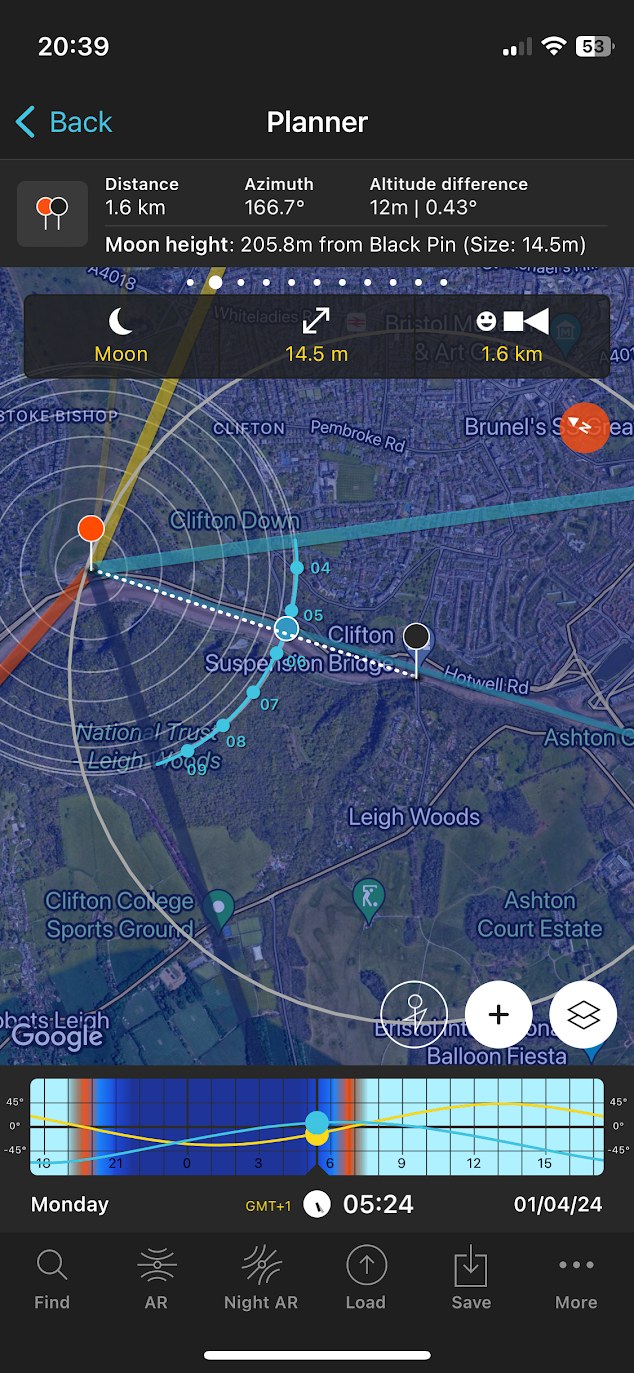 20:39
53
Back
Planner
Distance
Azimuth
Altitude difference
1.6 km
166.7°
12m | 0.43°
Moon height: 205.8m from Black Pin (Size: 14.5m)
A4018
Whiteladies R
Bristol M
& Art
A40
Moon
14.5 m
1.6 km
STOKE BISHOP
CLIFTON
Pembroke Rd
Brunel's SS Grea
N
Clifton Down
04
05
Clifton
Suspension Bridge
06
Hotwell Rd
07
National Trust
Leigh Woods
08
09
Ashton C
Leigh Woods
Clifton College
Sports Ground
Ashton
Court Estate
bots Leigh
Google
Bristol Int
Balloon Fiesta
45°
0°
-45°
45°
0°
-45°
18
21
0
3
6
9
12
15
Monday
GMT+1
05:24
01/04/24
Find
AR
Night AR
Load
Save
More